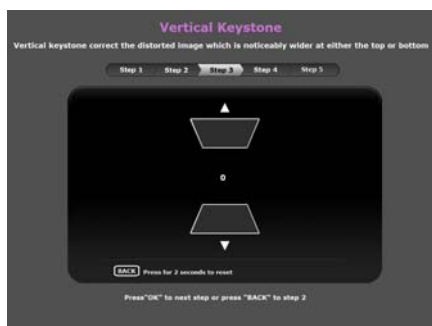 Vertical Keystone
Vertical keystone correct the distorted image which is noticeably wider at either the top or bottom
Step 1 Step 2 Step 3 Step 4 Step 5
0
BACK Press for 2 seconds to reset
Press"OK" to next step or press "BACK" to step 2